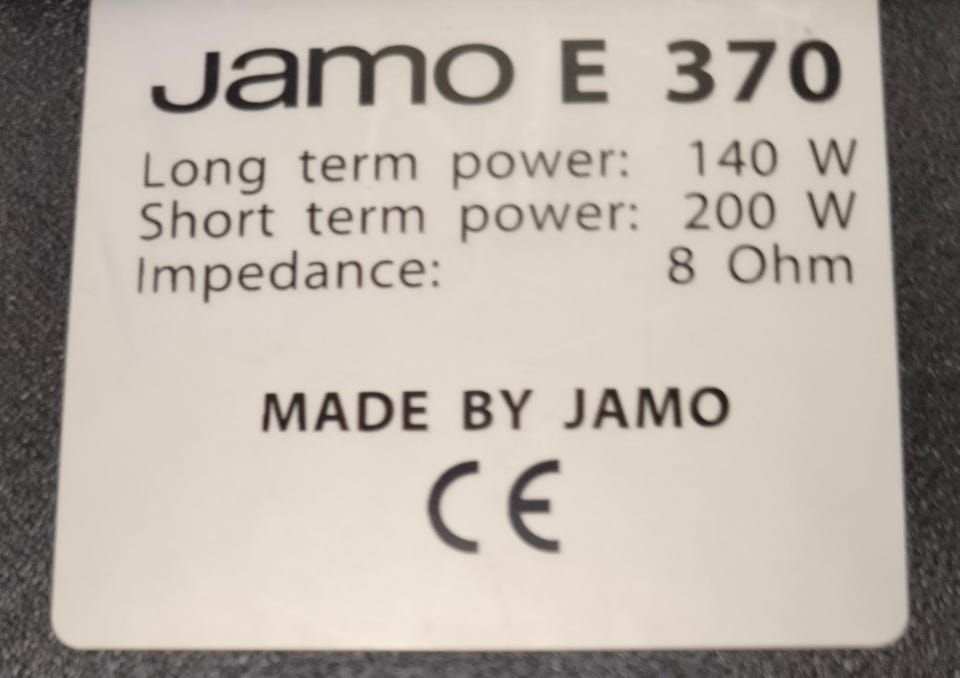 Jamo E 370
Long term power: 140 W
Short term power: 200 W
Impedance: 8 Ohm
MADE BY JAMO
CE